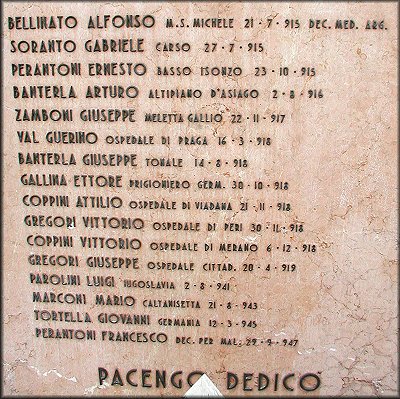 BELLINATO ALFONSO M.S. MICHELE 21 - 7 - 915 DEC. MED. ARG.
SORANTO GABRIELE CARSO 27 - 7 - 915
PERANTONI ERNESTO BASSO ISONZO 23 - 10 - 915
BANTERLA ARTURO ALTIPIANO D'ASIAGO 2 - 8 - 916
ZAMBONI GIUSEPPE MELETTA GALLIO 22 - 11 - 917
VAL GUERINO OSPEDALE DI PRAGA 16 - 3 - 918
BANTERLA GIUSEPPE TONALE 14 - 8 - 918
GALLINA ETTORE PRIGIONIERO GERM. 30 - 10 - 918
COPPINI ATTILIO OSPEDALE DI VIADANA 21 - 11 - 918
GREGORI VITTORIO OSPEDALE DI PERI 30 - 11 - 918
COPPINI VITTORIO OSPEDALE DI MERANO 6 - 12 - 918
GREGORI GIUSEPPE OSPEDALE CITTAD. 20 - 4 - 919
PAROLINI LUIGI IUGOSLAVIA 2 - 8 - 941
MARCONI MARIO CALTANISETTA 21 - 8 - 943
TORTELLA GIOVANNI GERMANIA 12 - 3 - 945
PERANTONI FRANCESCO DEC. PER MAL. 29 - 9 - 947
PACENGO DEDICÒ